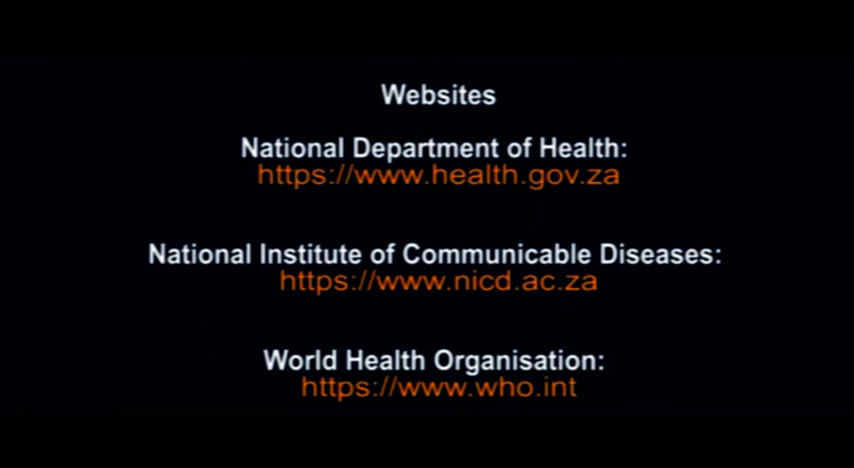 Websites
National Department of Health:
https://www.health.gov.za
National Institute of Communicable Diseases:
https://www.nicd.ac.za
World Health Organisation:
https://www.who.int